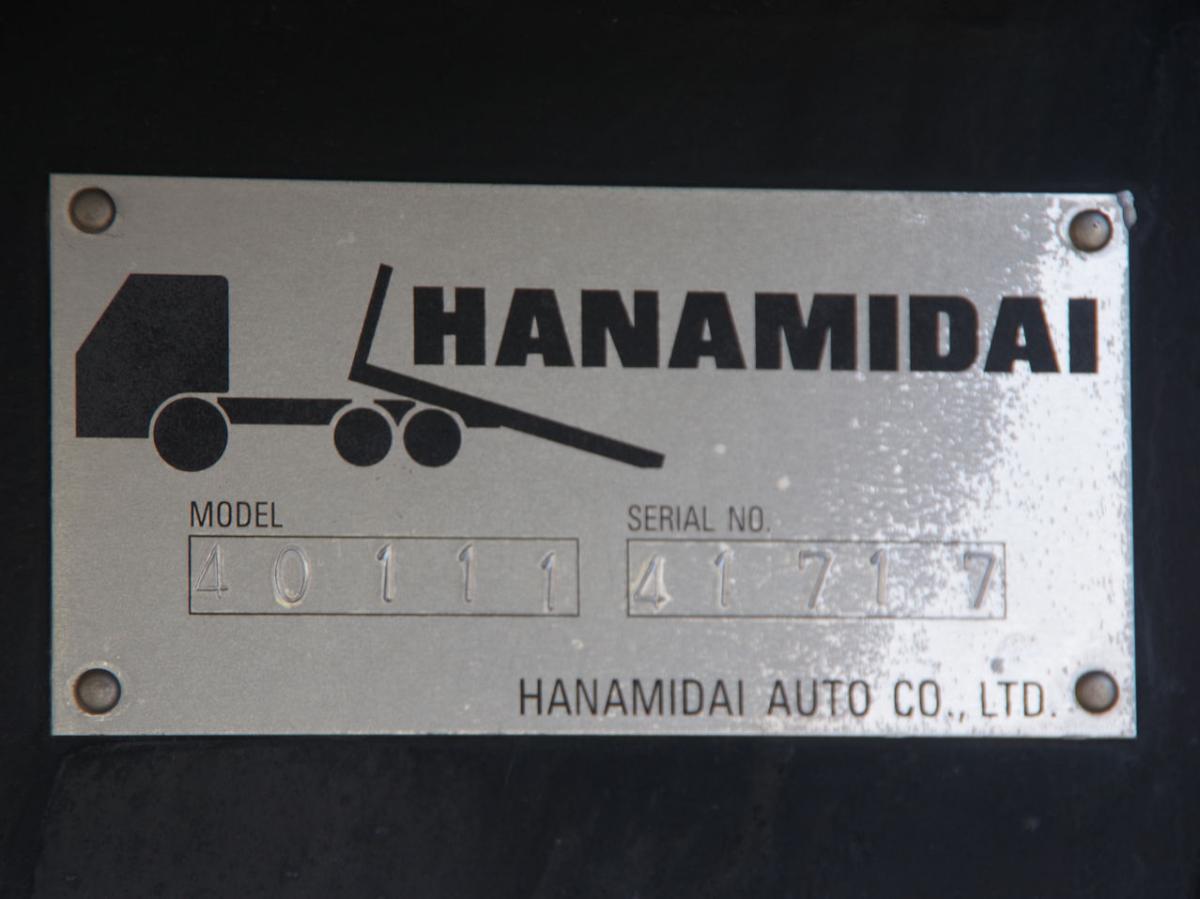 HANAMIDAI
MODEL SERIAL NO.
40111 41717
HANAMIDAI AUTO CO., LTD.